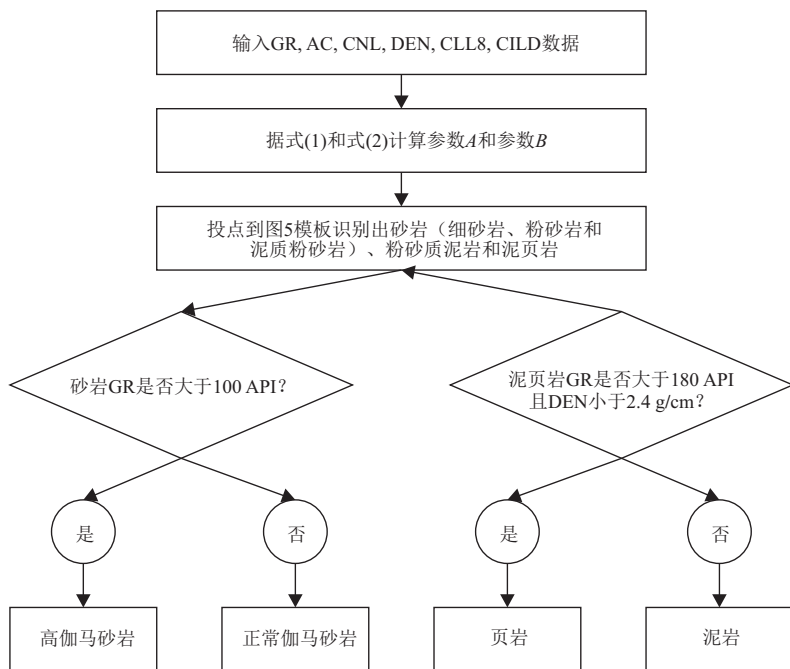 输入GR, AC, CNL, DEN, CLL8, CILD数据
据式(1)和式(2)计算参数A和参数B
投点到图5模板识别出砂岩（细砂岩、粉砂岩和
泥质粉砂岩）、粉砂质泥岩和泥页岩
砂岩GR是否大于100 API？
泥页岩GR是否大于180 API
且DEN小于2.4 g/cm？
是
否
是
否
高伽马砂岩
正常伽马砂岩
页岩
泥岩